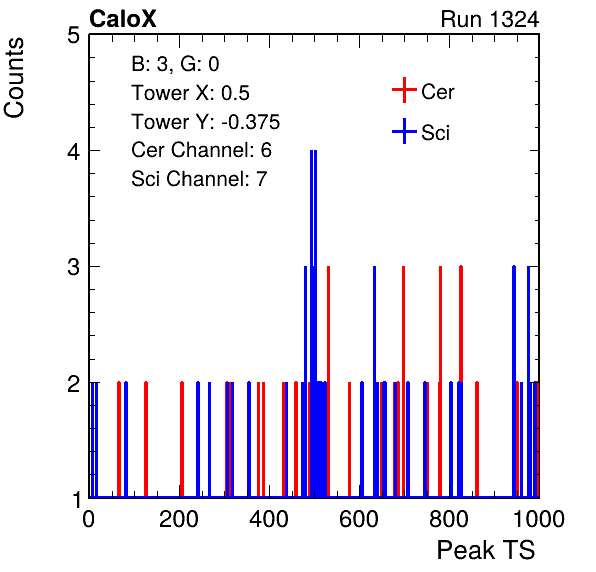 CaloX Run 1324
Counts
5
B: 3, G: 0
Tower X: 0.5
Tower Y: -0.375
Cer Channel: 6
Sci Channel: 7
Cer
Sci
4
3
2
1
0 200 400 600 800 1000
Peak TS